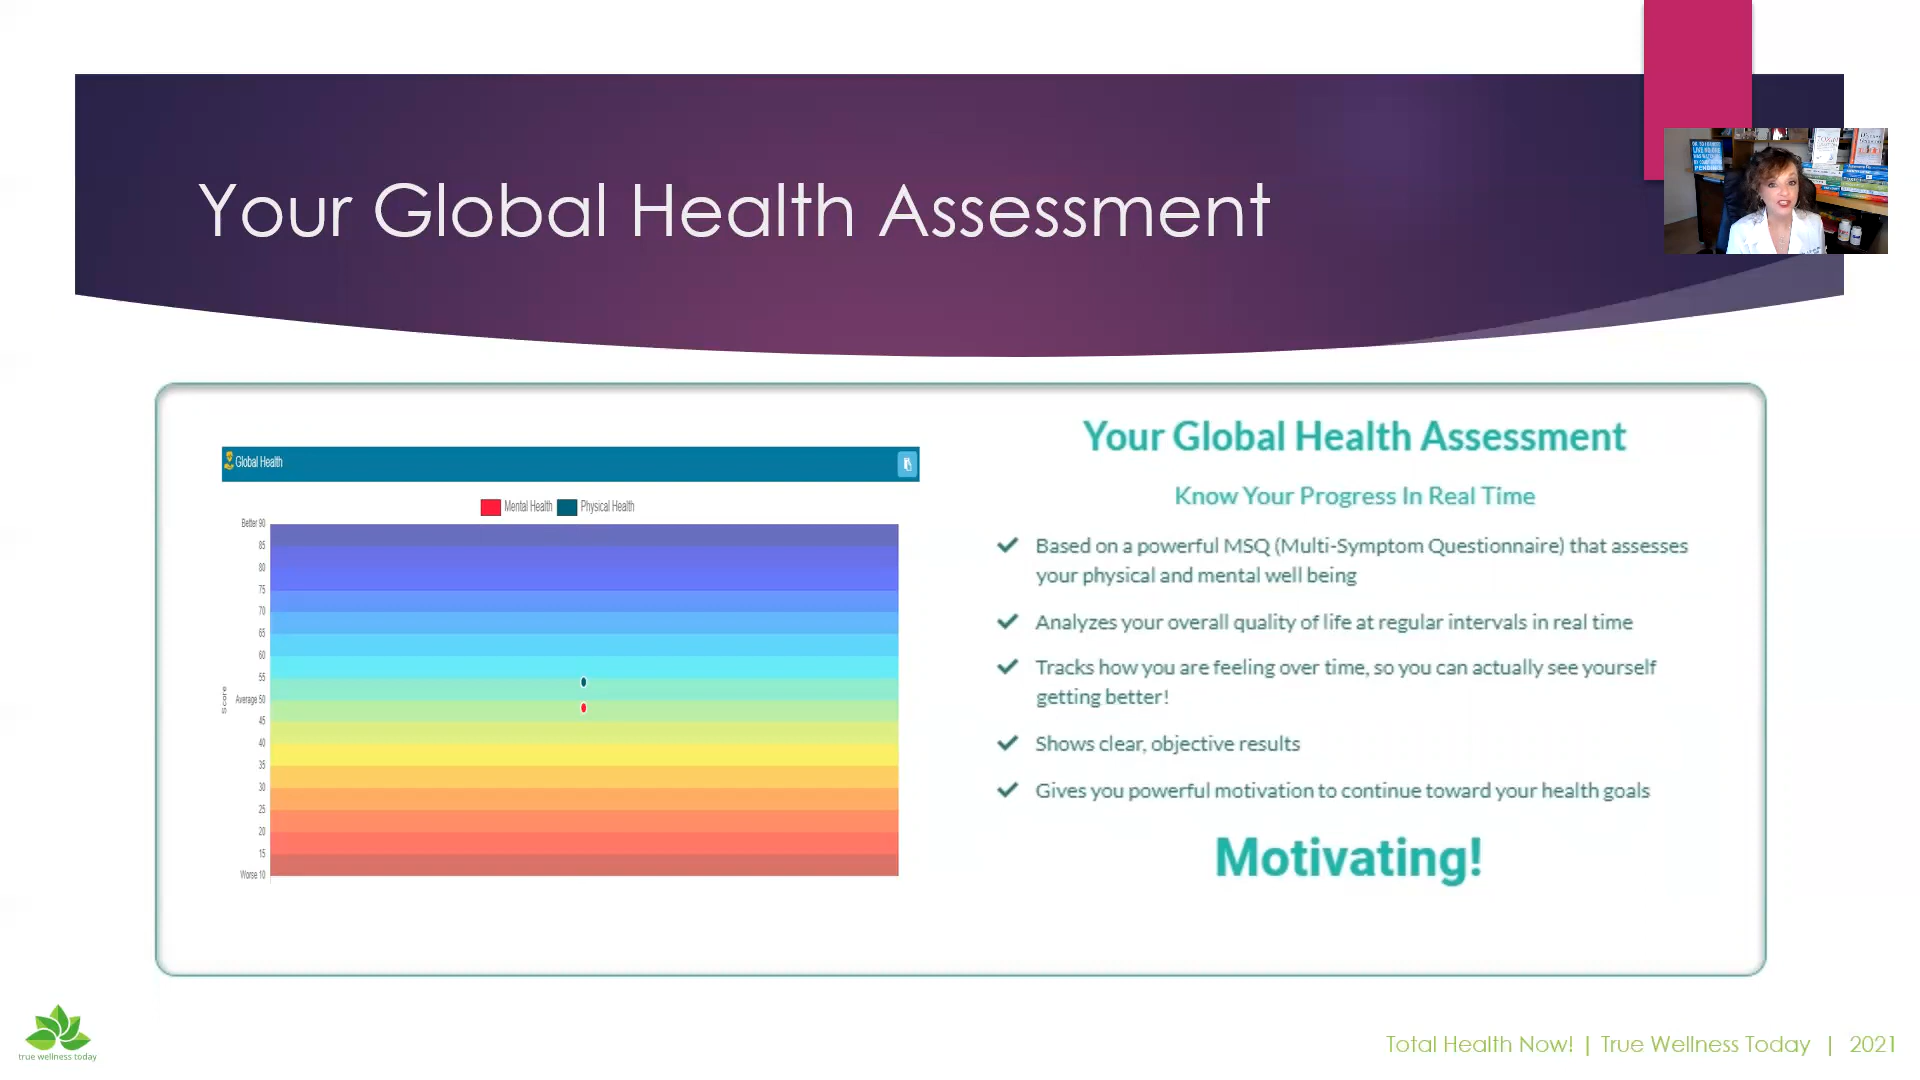 Your Global Health Assessment
Global Health
Mental Health Physical Health
Better 90
85
80
75
70
65
60
55
Average 50
45
40
35
30
25
20
15
Worse 10
Score
Your Global Health Assessment
Know Your Progress In Real Time
Based on a powerful MSQ (Multi-Symptom Questionnaire) that assesses
your physical and mental well being
Analyzes your overall quality of life at regular intervals in real time
Tracks how you are feeling over time, so you can actually see yourself
getting better!
Shows clear, objective results
Gives you powerful motivation to continue toward your health goals
Motivating!
true wellness today
Total Health Now! | True Wellness Today | 2021